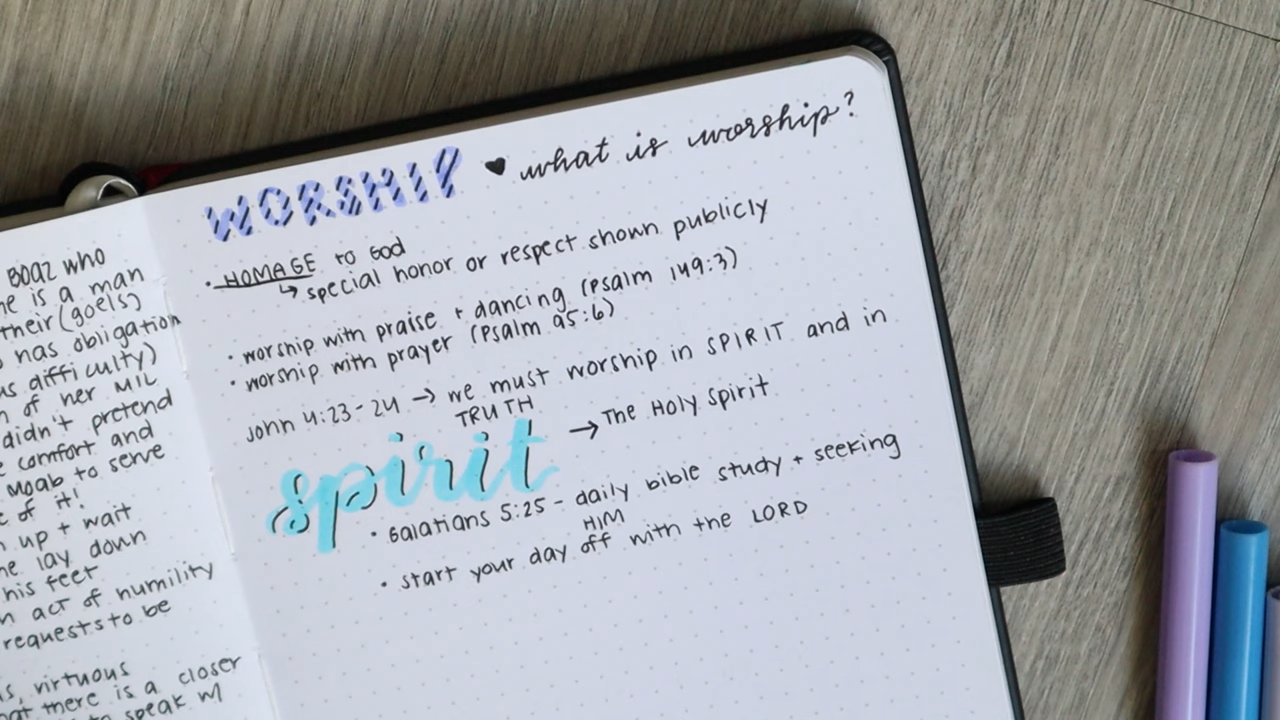 Boaz who
he is a man
their (goels)
has obligation
difficulty)
of her MIL
didn't pretend
comfort and
Moab to serve
of it!
up + wait
lay down
his feet
act of humility
requests to be
virtuous
there is a closer
to speak w/
WORSHIP ♥ what is worship?
• HOMAGE to God
↳ special honor or respect shown publicly
• worship with praise + dancing (Psalm 149:3)
• worship with prayer (Psalm 95:6)
John 4:23-24 → we must worship in SPIRIT and in
TRUTH
spirit → The Holy Spirit
• Galatians 5:25 - daily bible study + seeking
HIM
• start your day off with the LORD